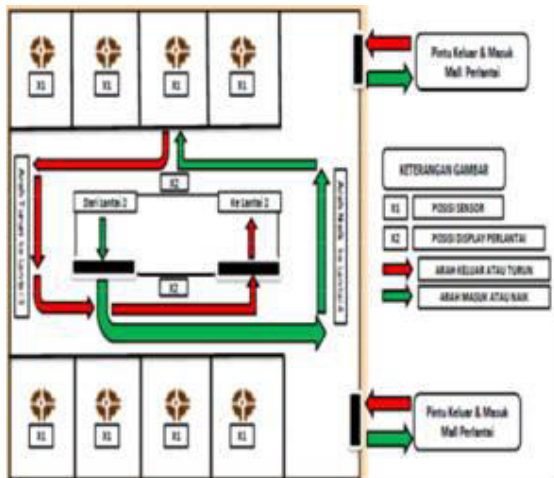 X1 X1 X1 X1
Pintu Keluar & Masuk
Mall Perlantai
KETERANGAN GAMBAR
X1 POSISI SENSOR
X2 POSISI DISPLAY PERLANTAI
ARAH KELUAR ATAU TURUN
ARAH MASUK ATAU NAIK
X2
Dari Lantai 2
Ke Lantai 2
X2
X1 X1 X1 X1
Pintu Keluar & Masuk
Mall Perlantai